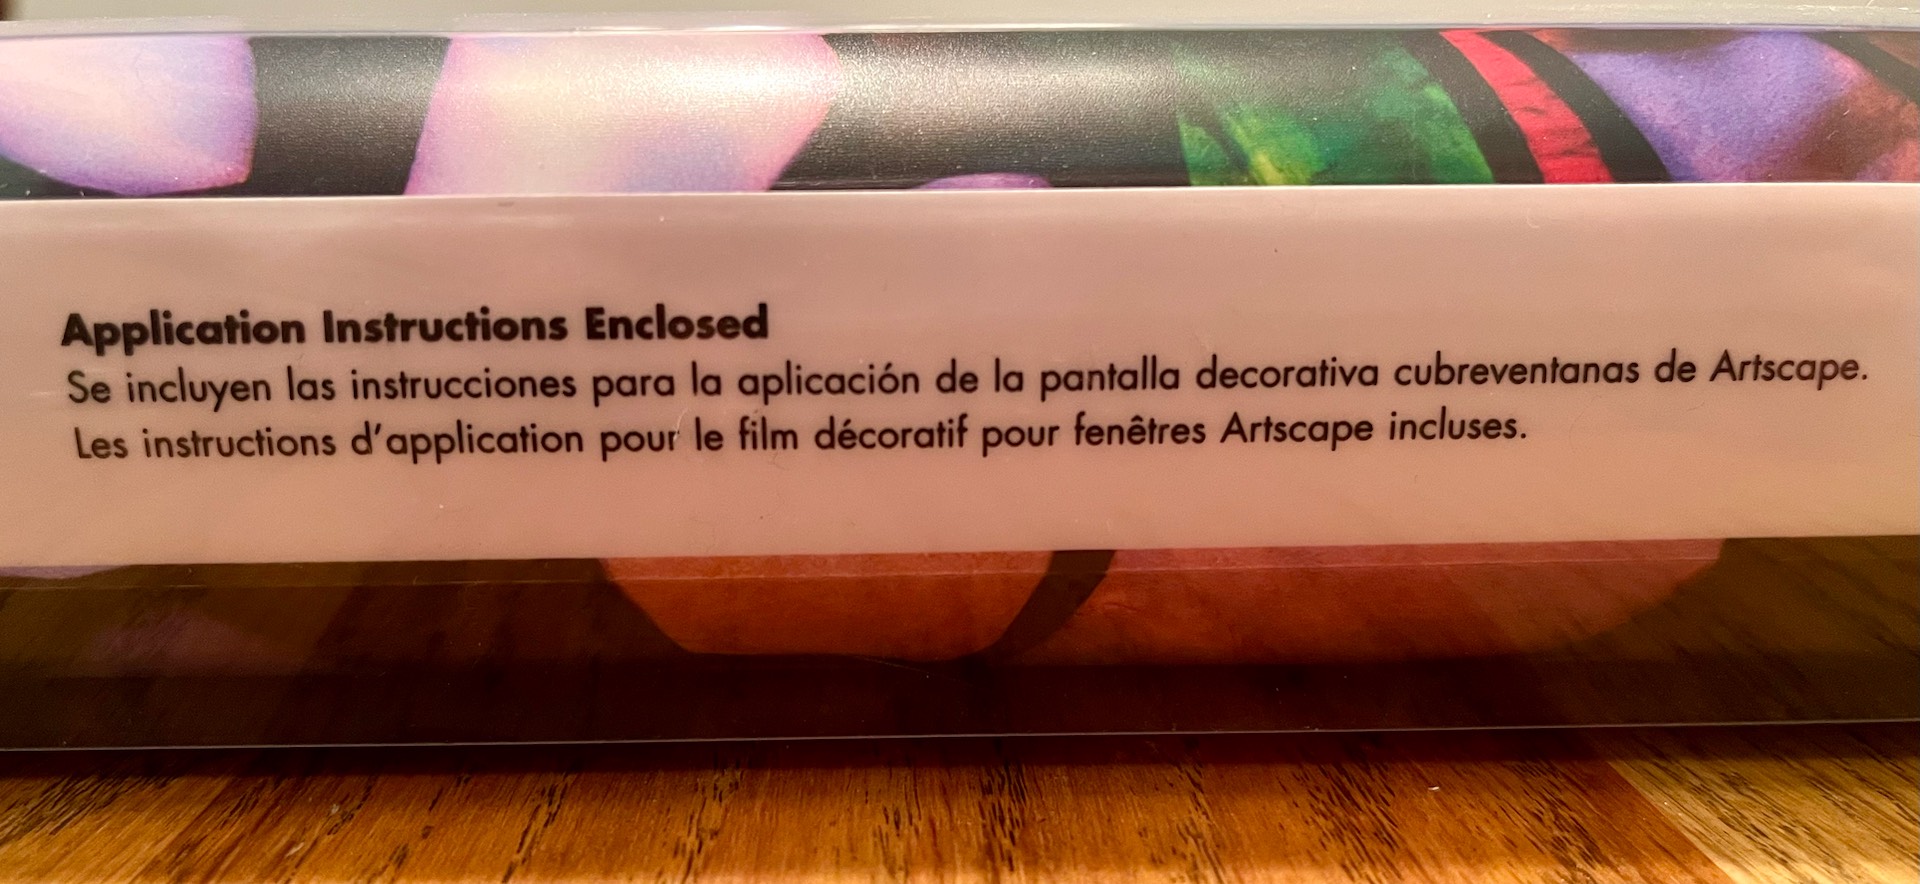 Application Instructions Enclosed
Se incluyen las instrucciones para la aplicación de la pantalla decorativa cubreventanas de Artscape.
Les instructions d'application pour le film décoratif pour fenêtres Artscape incluses.